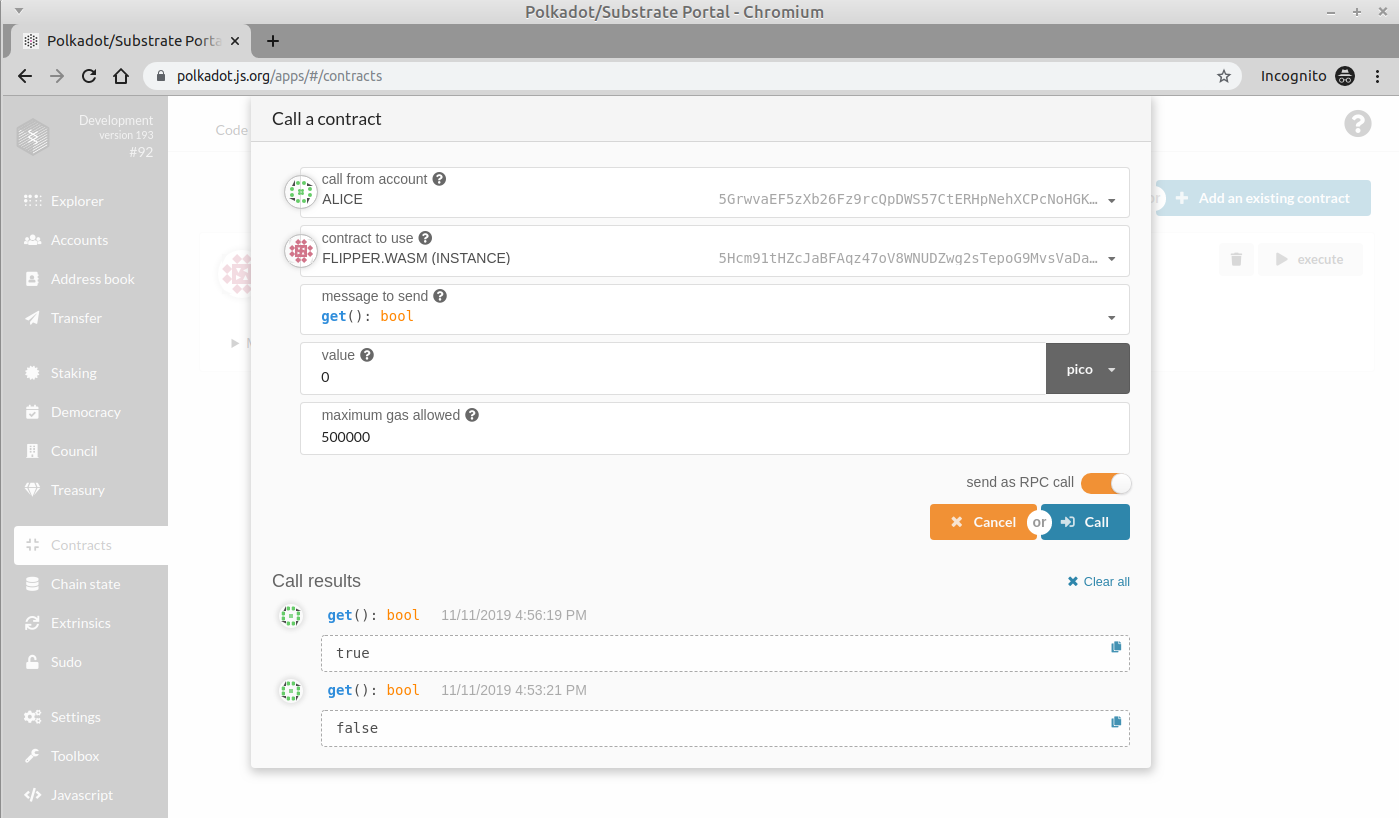 Polkadot/Substrate Portal - Chromium
Polkadot/Substrate Porta
polkadot.js.org/apps/#/contracts
Incognito
Development
version 193
#92
Explorer
Accounts
Address book
Transfer
Staking
Democracy
Council
Treasury
Contracts
Chain state
Extrinsics
Sudo
Settings
Toolbox
Javascript
Code
Call a contract
or
Add an existing contract
execute
call from account
ALICE 5GrwvaEF5zXb26Fz9rcQpDWS57CtERHpNehXCPcNoHGK…
contract to use
FLIPPER.WASM (INSTANCE) 5Hcm91tHZcJaBFAqz47oV8WNUDZwq2sTepoG9MvsVaDa…
message to send
get(): bool
value
0
pico
maximum gas allowed
500000
send as RPC call
Cancel or Call
Call results
Clear all
get(): bool 11/11/2019 4:56:19 PM
true
get(): bool 11/11/2019 4:53:21 PM
false